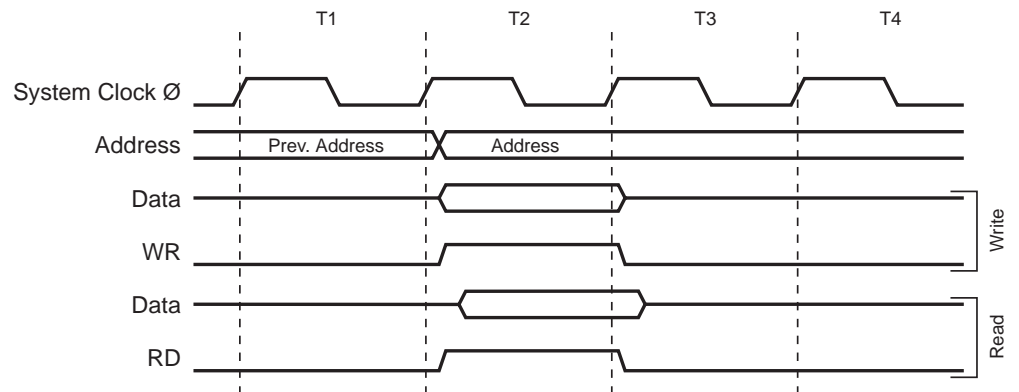 T1 T2 T3 T4
System Clock Ø
Address Prev. Address Address
Data
WR
Write
Data
RD
Read